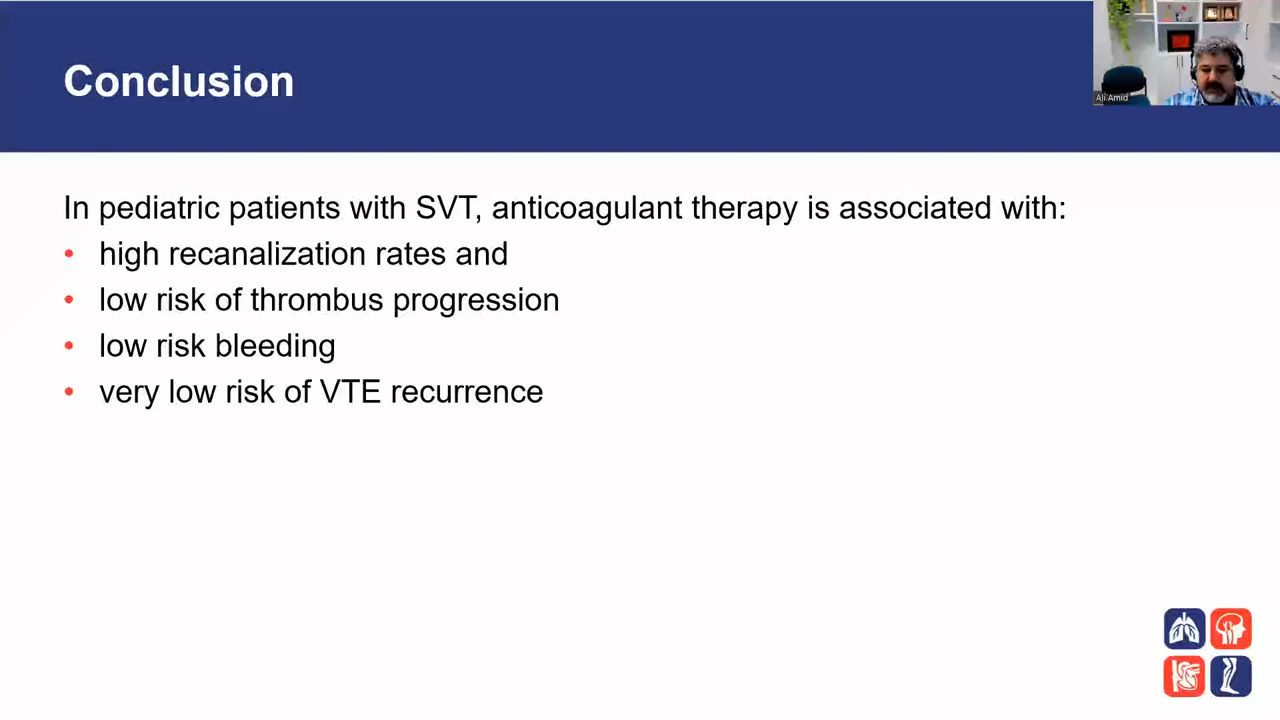 Conclusion
Ali Amid
In pediatric patients with SVT, anticoagulant therapy is associated with:
• high recanalization rates and
• low risk of thrombus progression
• low risk bleeding
• very low risk of VTE recurrence